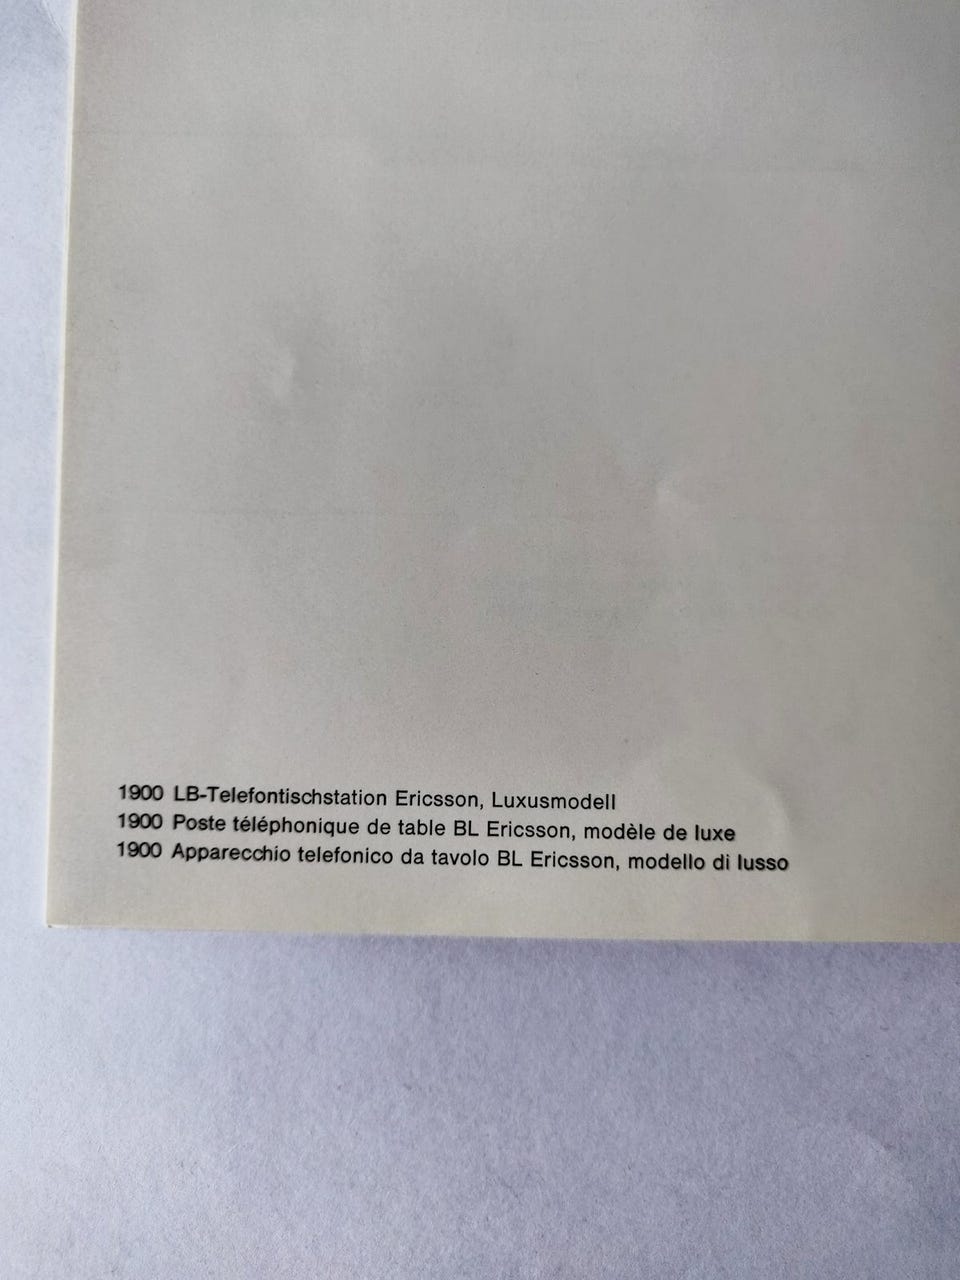 1900 LB-Telefontischstation Ericsson, Luxusmodell
1900 Poste téléphonique de table BL Ericsson, modèle de luxe
1900 Apparecchio telefonico da tavolo BL Ericsson, modello di lusso